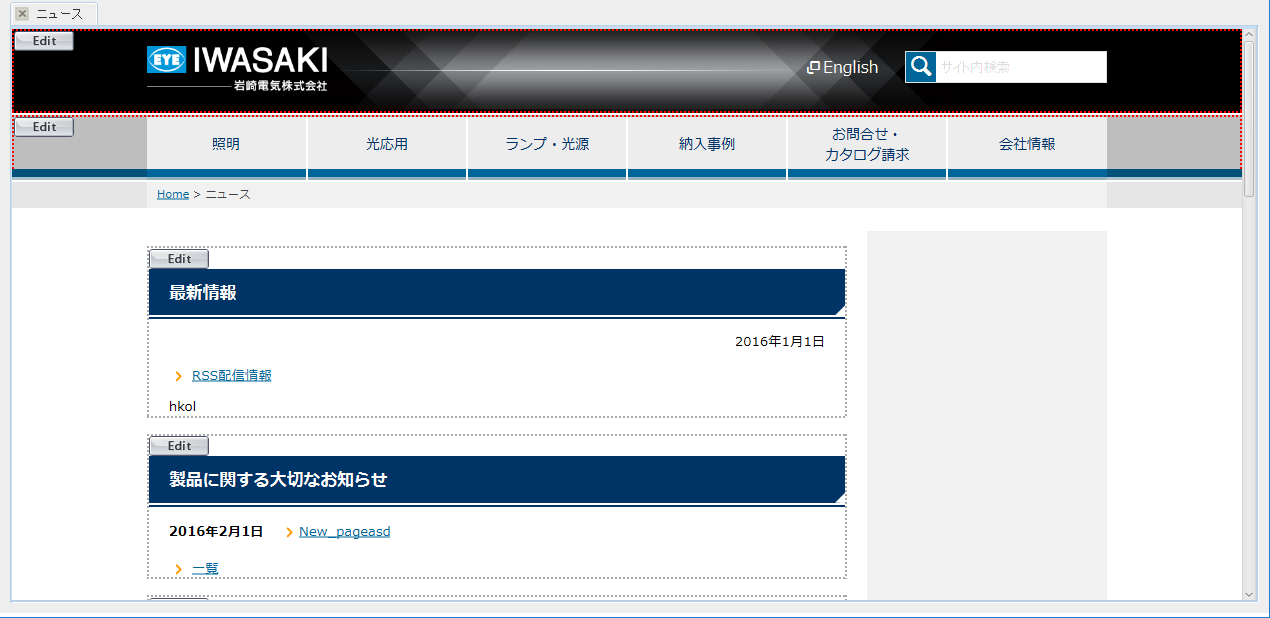 ニュース
Edit
EYE IWASAKI
岩崎電気株式会社
English
サイト内検索
Edit
照明
光応用
ランプ・光源
納入事例
お問合せ・
カタログ請求
会社情報
Home > ニュース
Edit
最新情報
2016年1月1日
RSS配信情報
hkol
Edit
製品に関する大切なお知らせ
2016年2月1日 New_pageasd
一覧